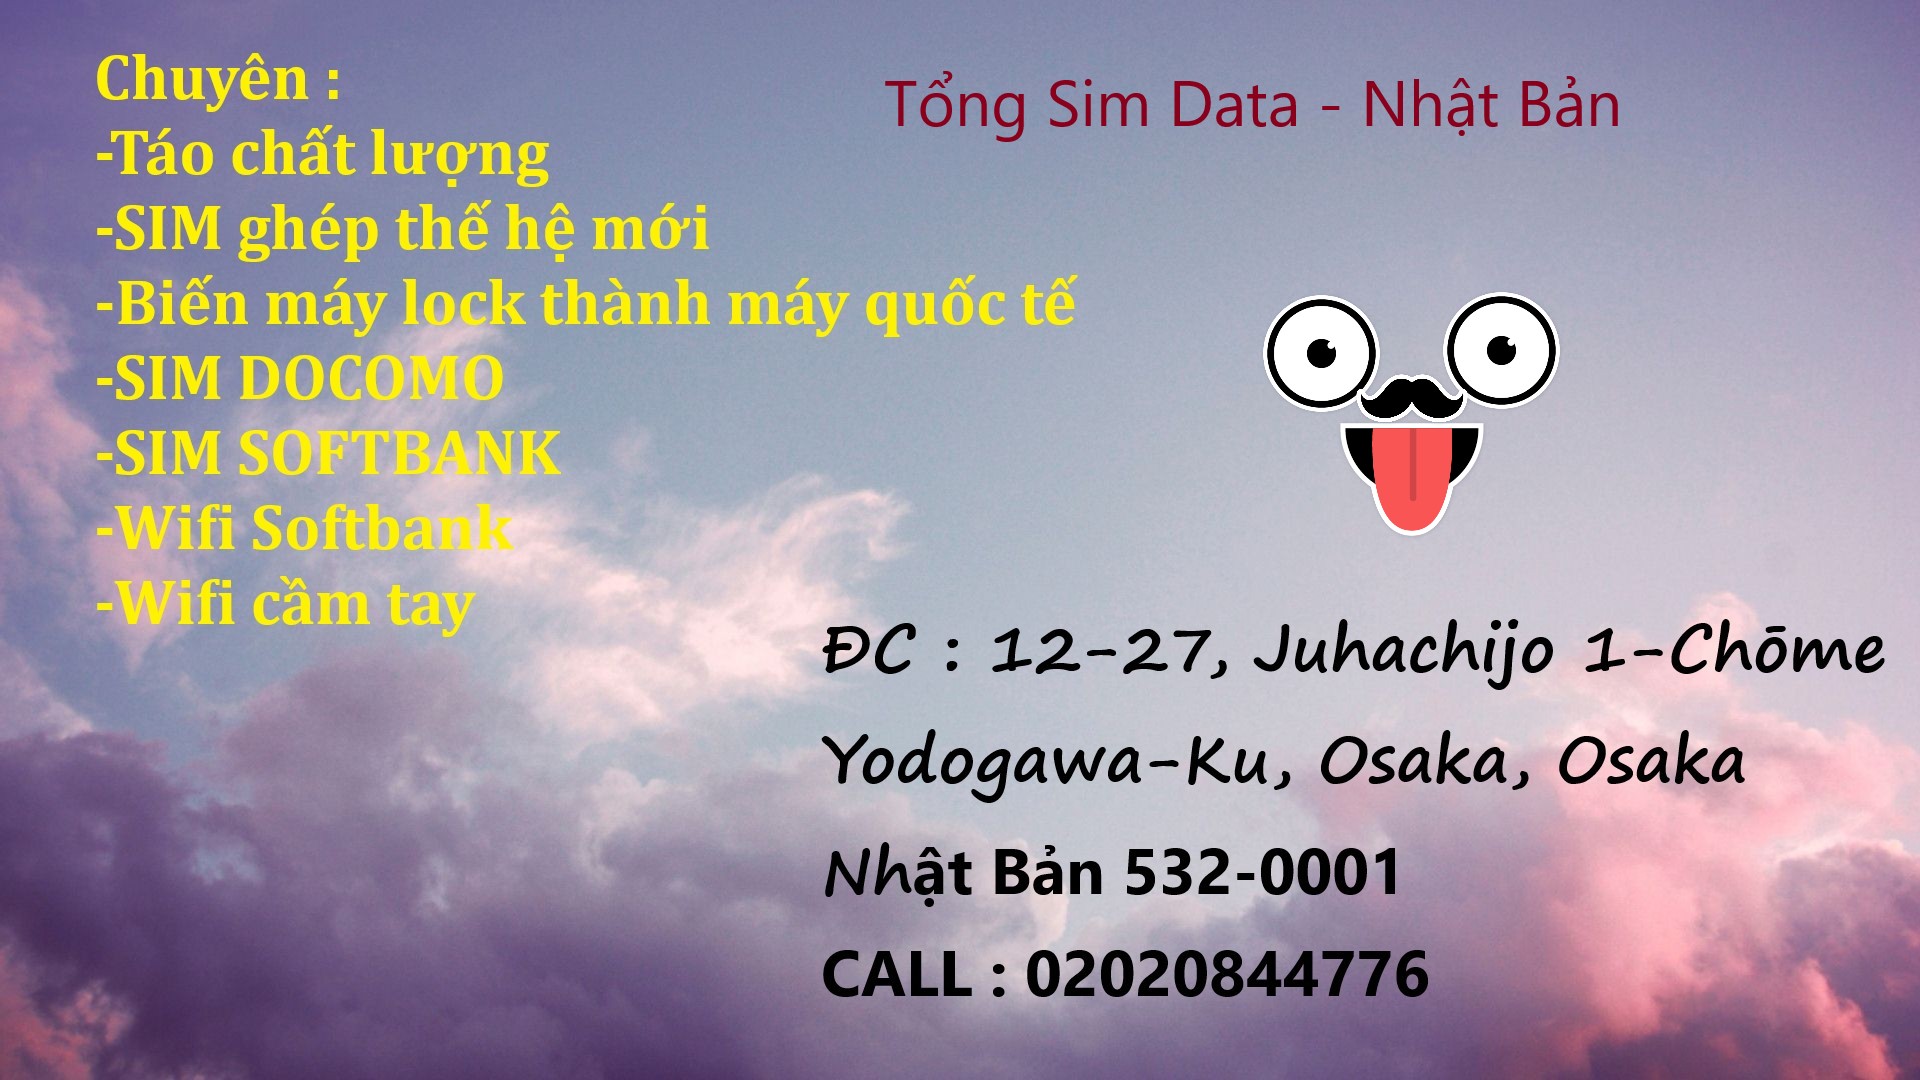 Chuyên :
-Táo chất lượng
-SIM ghép thế hệ mới
-Biến máy lock thành máy quốc tế
-SIM DOCOMO
-SIM SOFTBANK
-Wifi Softbank
-Wifi cầm tay
Tổng Sim Data - Nhật Bản
ĐC : 12-27, Juhachijo 1-Chōme
Yodogawa-Ku, Osaka, Osaka
Nhật Bản 532-0001
CALL : 02020844776